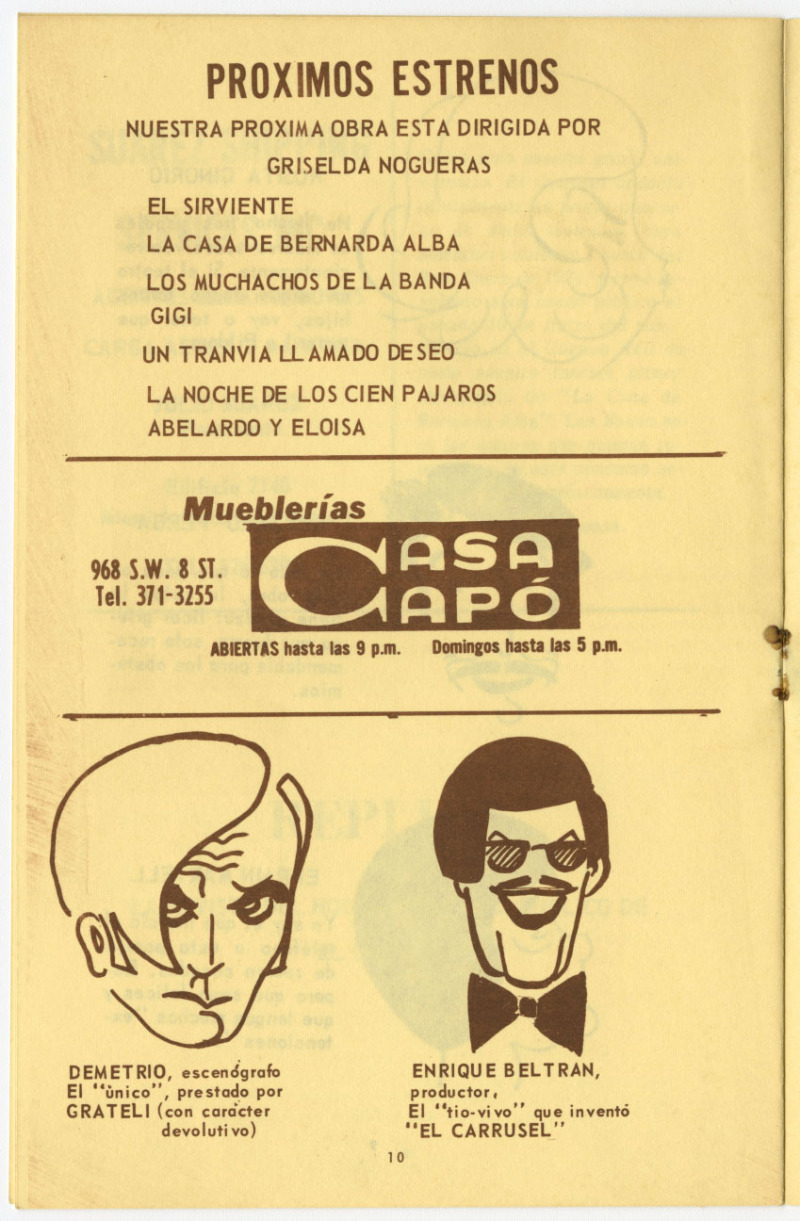 PROXIMOS ESTRENOS
NUESTRA PROXIMA OBRA ESTA DIRIGIDA POR
GRISELDA NOGUERAS
EL SIRVIENTE
LA CASA DE BERNARDA ALBA
LOS MUCHACHOS DE LA BANDA
GIGI
UN TRANVIA LLAMADO DESEO
LA NOCHE DE LOS CIEN PAJAROS
ABELARDO Y ELOISA
Mueblerías
CASA
CAPÓ
968 S.W. 8 ST.
Tel. 371-3255
ABIERTAS hasta las 9 p.m. Domingos hasta las 5 p.m.
DEMETRIO, escenógrafo
El "ùnico", prestado por
GRATELI (con carácter
devolutivo)
ENRIQUE BELTRAN,
productor,
El "tio-vivo" que inventó
"EL CARRUSEL"
10